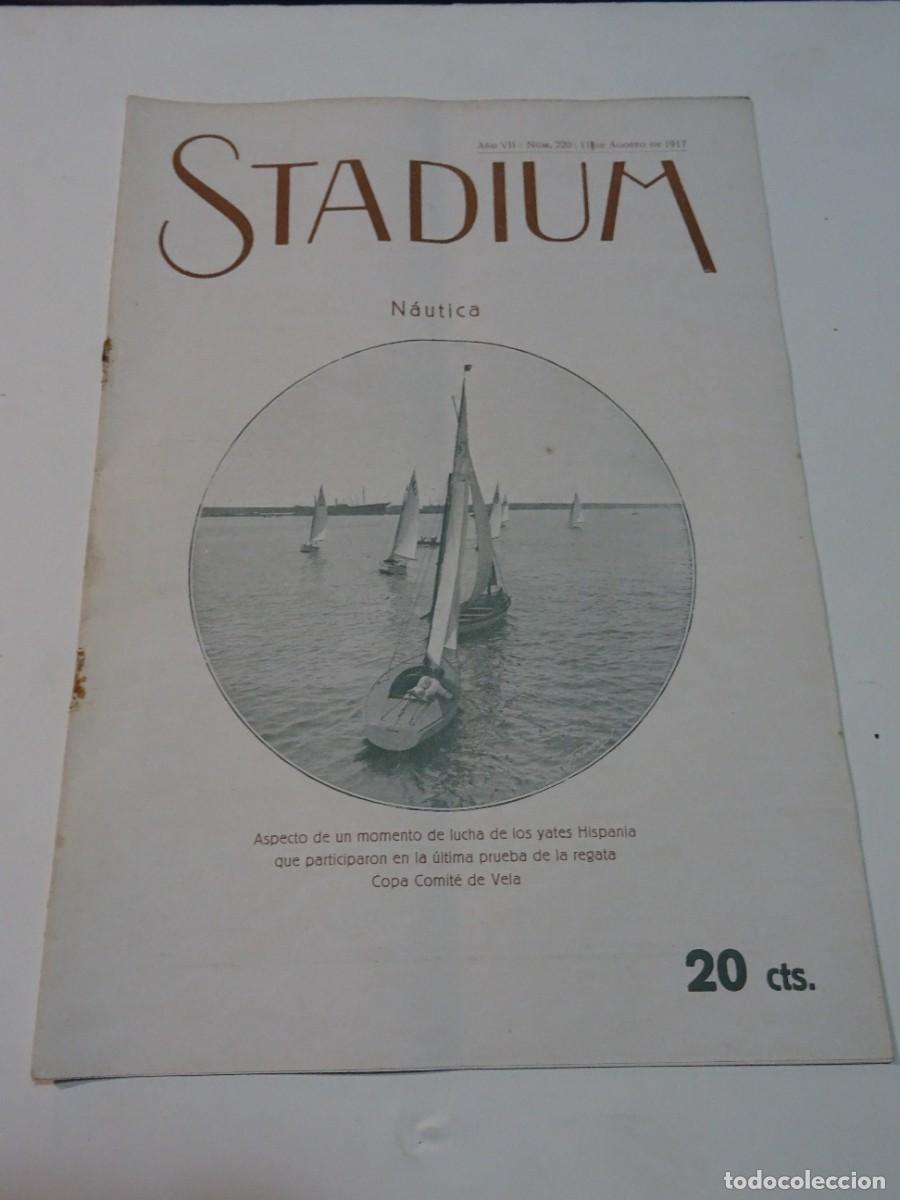 Año VII : Núm. 220 : 11 de Agosto de 1917
STADIUM
Náutica
Aspecto de un momento de lucha de los yates Hispania
que participaron en la última prueba de la regata
Copa Comité de Vela
20 cts.
todocoleccion